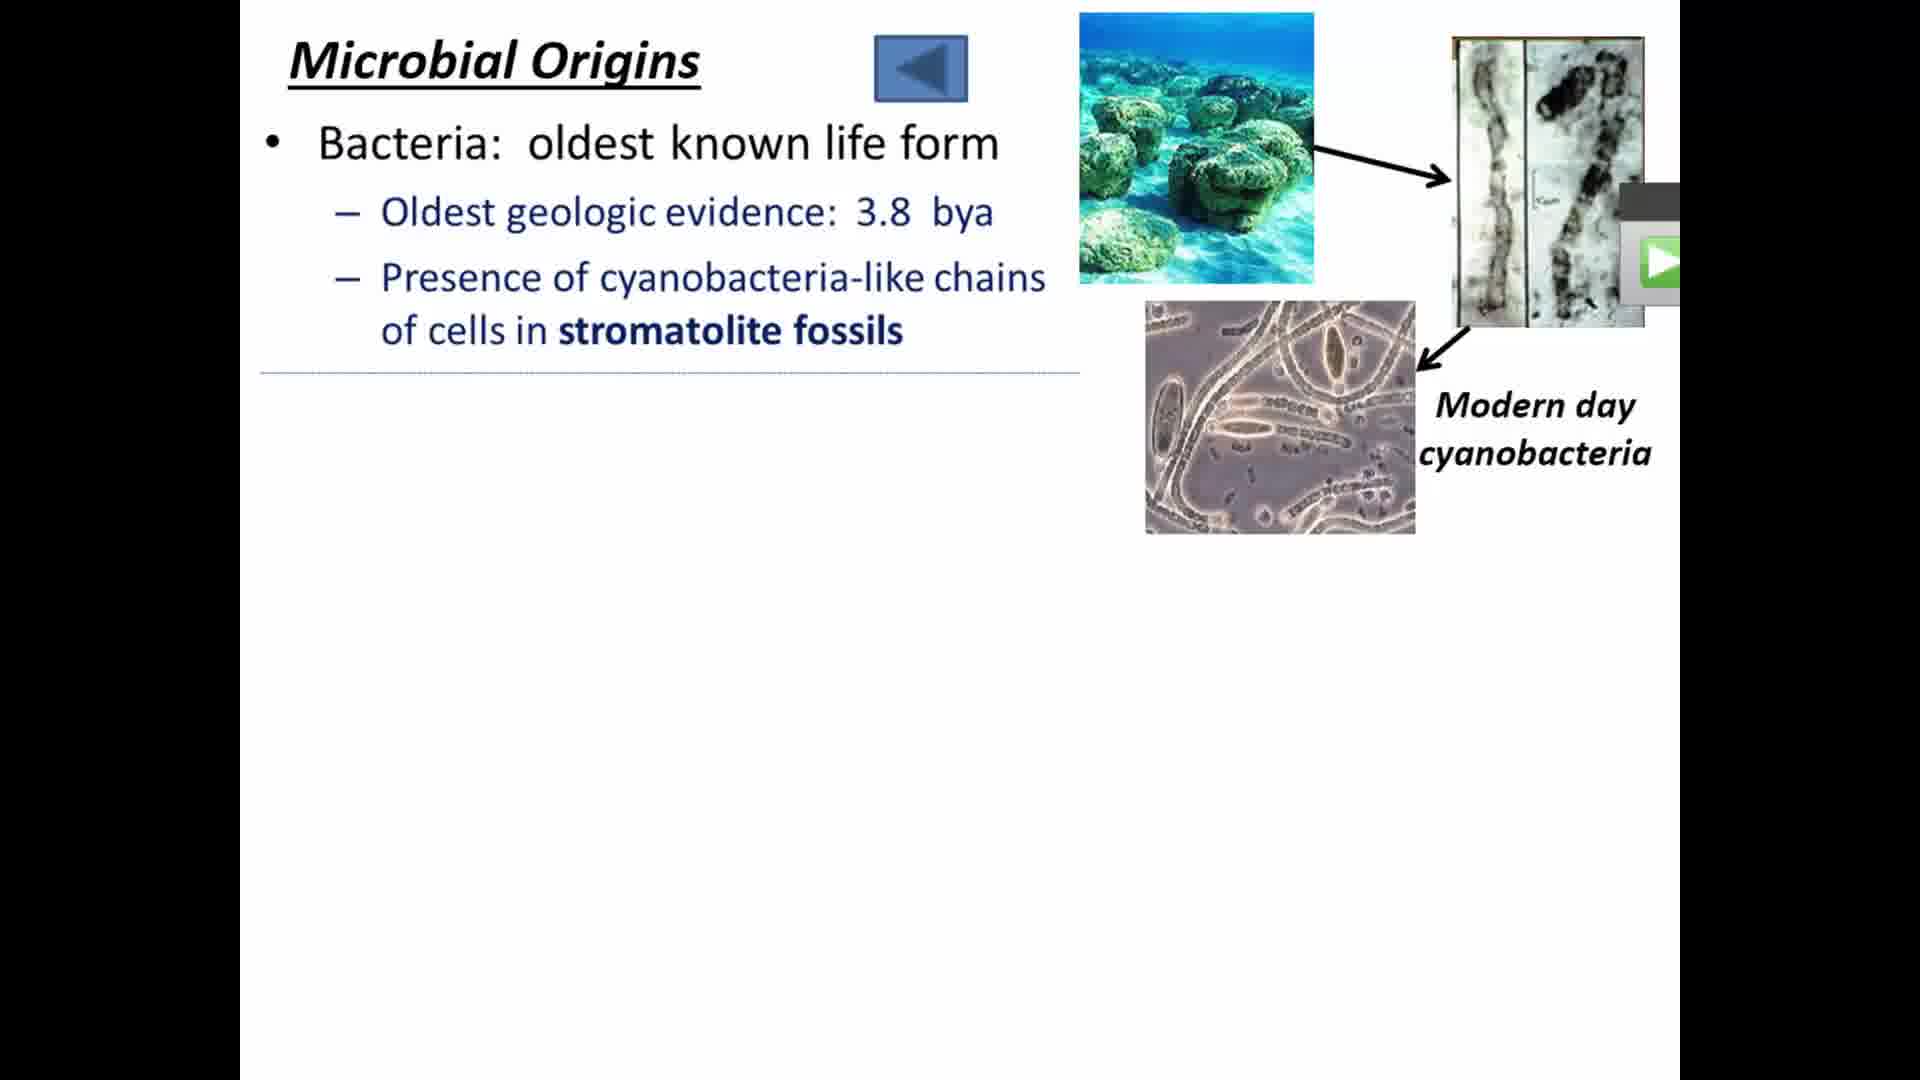 Microbial Origins
• Bacteria: oldest known life form
– Oldest geologic evidence: 3.8 bya
– Presence of cyanobacteria-like chains
of cells in stromatolite fossils
Modern day
cyanobacteria